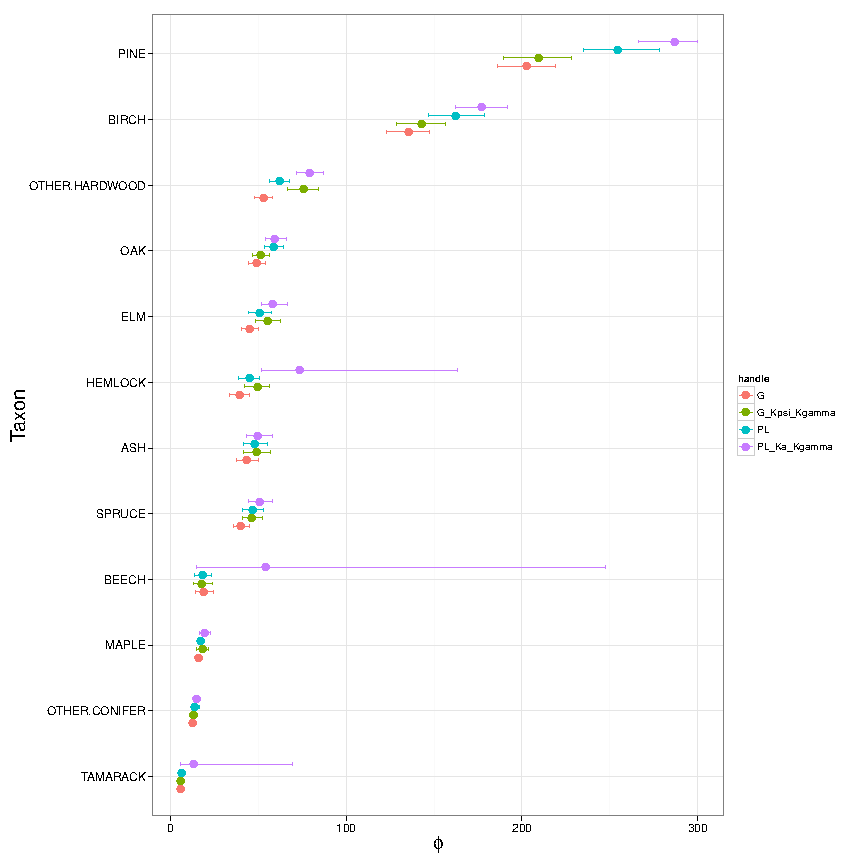 Taxon
PINE
BIRCH
OTHER.HARDWOOD
OAK
ELM
HEMLOCK
ASH
SPRUCE
BEECH
MAPLE
OTHER.CONIFER
TAMARACK
0 100 200 300
ϕ
handle
G
G_Kpsi_Kgamma
PL
PL_Ka_Kgamma